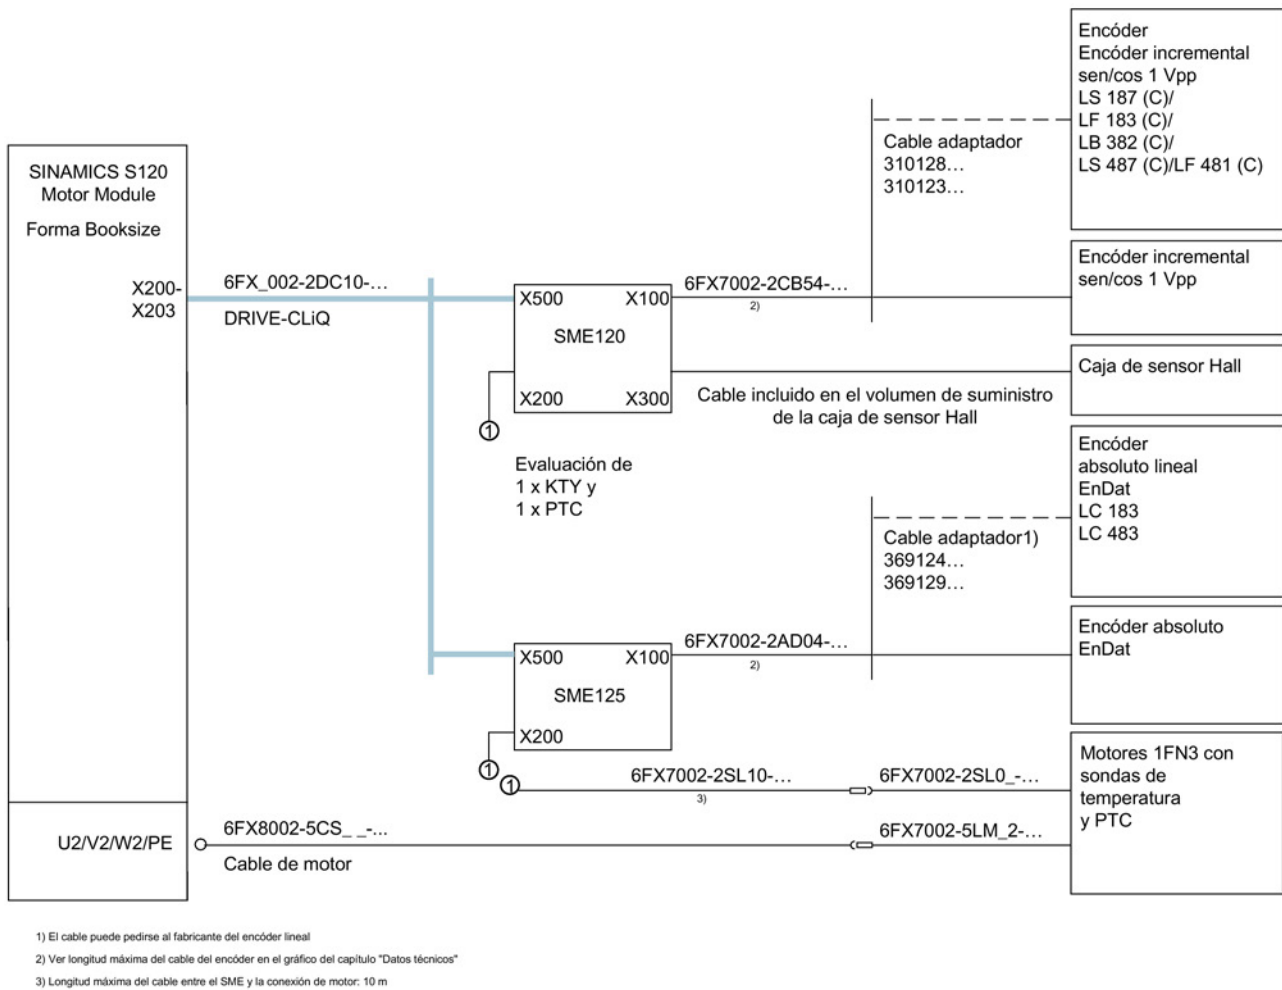 SINAMICS S120
Motor Module
Forma Booksize
X200-
X203
6FX_002-2DC10-...
DRIVE-CLiQ
X500
X100
SME120
X200
X300
1
Evaluación de
1 x KTY y
1 x PTC
6FX7002-2CB54-...
2)
Cable adaptador
310128...
310123...
Encóder
Encóder incremental
sen/cos 1 Vpp
LS 187 (C)/
LF 183 (C)/
LB 382 (C)/
LS 487 (C)/LF 481 (C)
Encóder incremental
sen/cos 1 Vpp
Caja de sensor Hall
Cable incluido en el volumen de suministro
de la caja de sensor Hall
Encóder
absoluto lineal
EnDat
LC 183
LC 483
Cable adaptador1)
369124...
369129...
X500
X100
SME125
X200
1
6FX7002-2AD04-...
2)
Encóder absoluto
EnDat
1
6FX7002-2SL10-...
3)
6FX7002-2SL0_-...
Motores 1FN3 con
sondas de
temperatura
y PTC
U2/V2/W2/PE
6FX8002-5CS_ _-...
Cable de motor
6FX7002-5LM_2-...
1) El cable puede pedirse al fabricante del encóder lineal
2) Ver longitud máxima del cable del encóder en el gráfico del capítulo "Datos técnicos"
3) Longitud máxima del cable entre el SME y la conexión de motor: 10 m